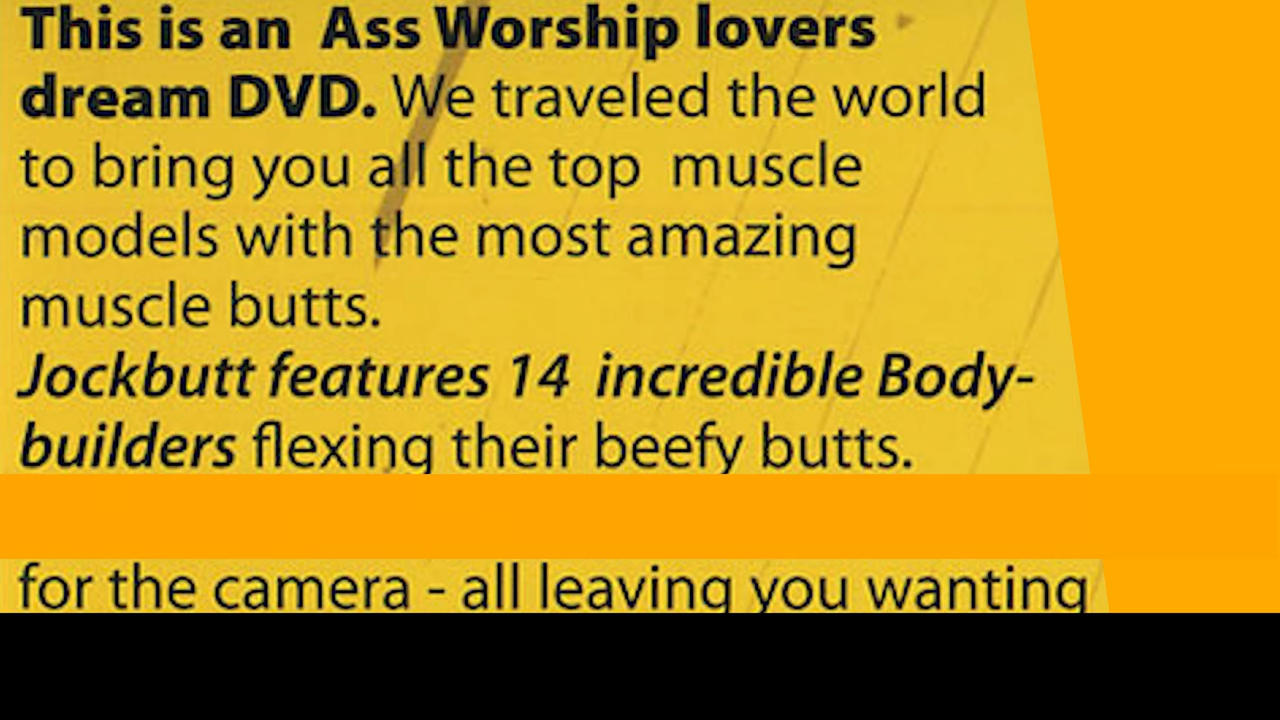 This is an Ass Worship lovers
dream DVD. We traveled the world
to bring you all the top muscle
models with the most amazing
muscle butts.
Jockbutt features 14 incredible Body-
builders flexing their beefy butts.
for the camera - all leaving you wanting